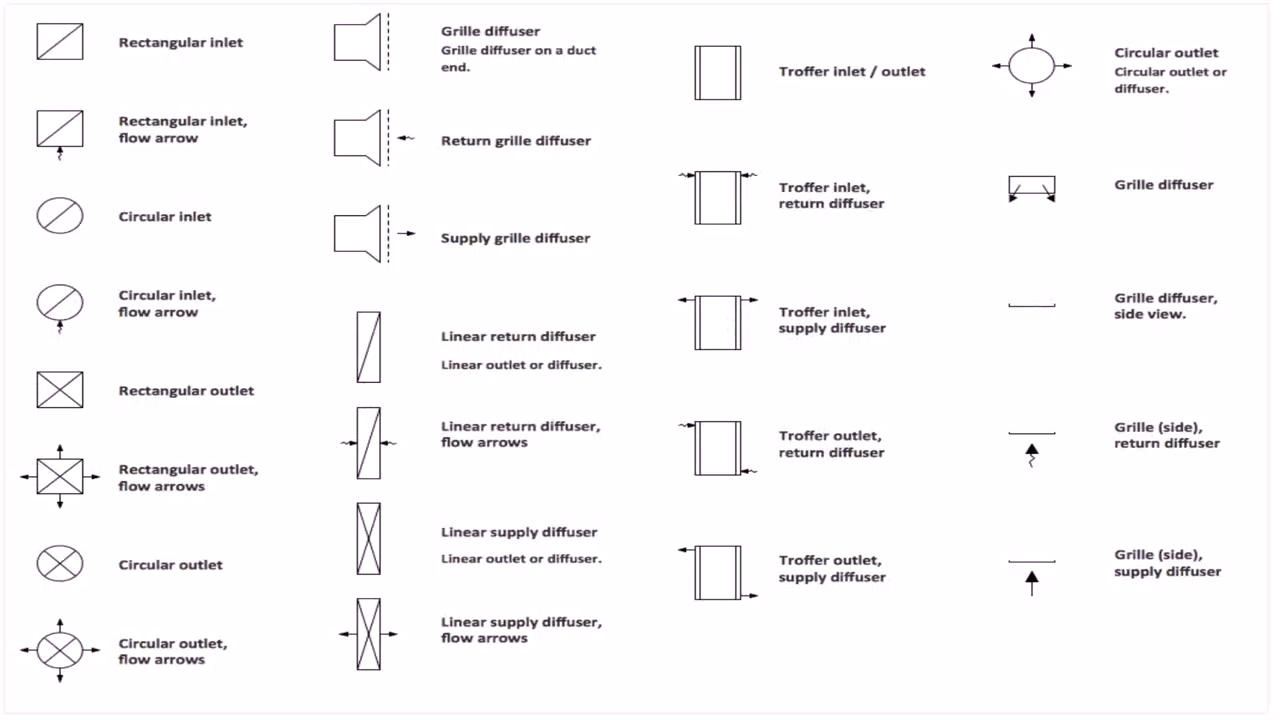 Rectangular inlet
Rectangular inlet,
flow arrow
Circular inlet
Circular inlet,
flow arrow
Rectangular outlet
Rectangular outlet,
flow arrows
Circular outlet
Circular outlet,
flow arrows
Grille diffuser
Grille diffuser on a duct
end.
Return grille diffuser
Supply grille diffuser
Linear return diffuser
Linear outlet or diffuser.
Linear return diffuser,
flow arrows
Linear supply diffuser
Linear outlet or diffuser.
Linear supply diffuser,
flow arrows
Troffer inlet / outlet
Troffer inlet,
return diffuser
Troffer inlet,
supply diffuser
Troffer outlet,
return diffuser
Troffer outlet,
supply diffuser
Circular outlet
Circular outlet or
diffuser.
Grille diffuser
Grille diffuser,
side view.
Grille (side),
return diffuser
Grille (side),
supply diffuser